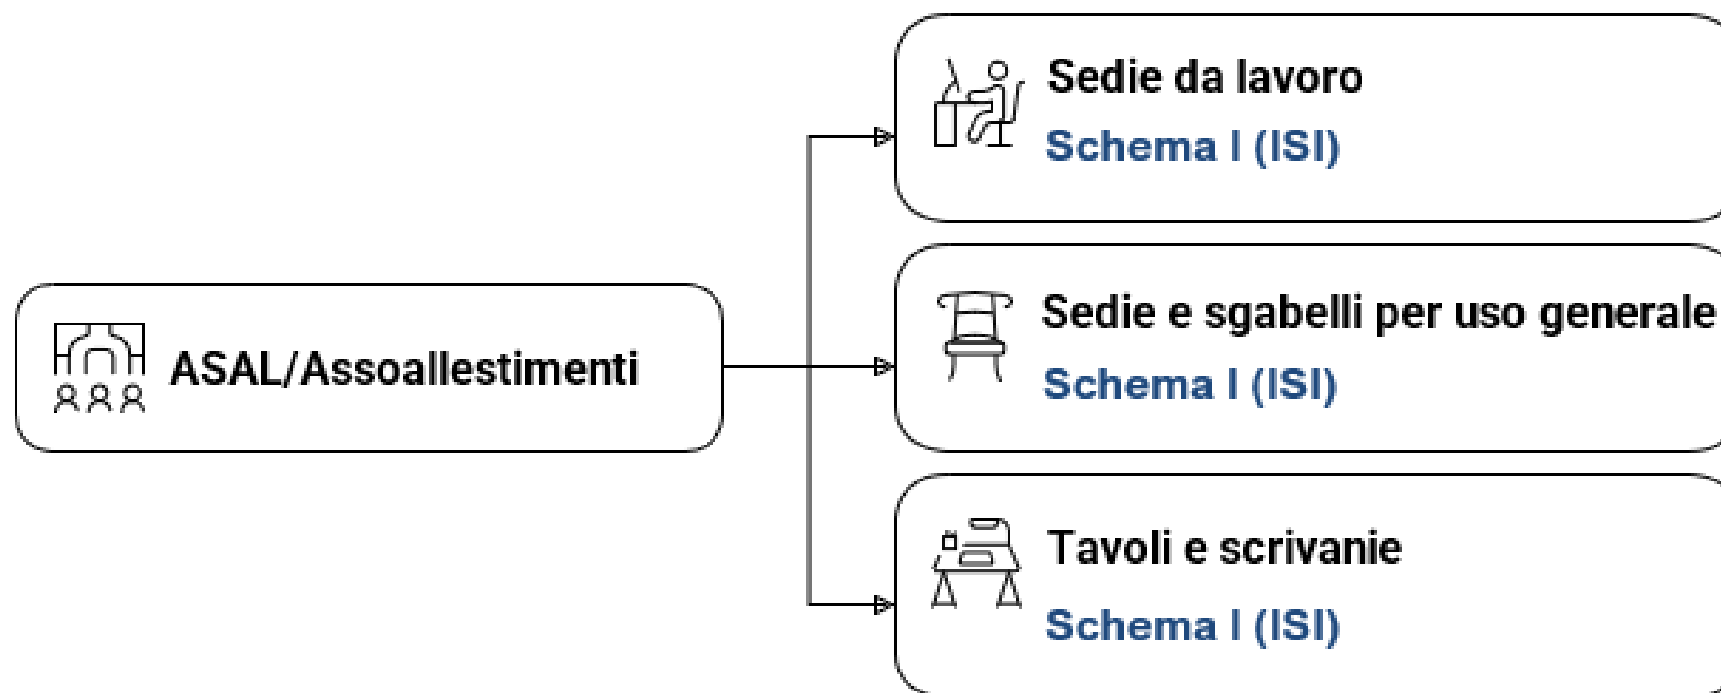 ASAL/Assoallestimenti
Sedie da lavoro
Schema I (ISI)
Sedie e sgabelli per uso generale
Schema I (ISI)
Tavoli e scrivanie
Schema I (ISI)